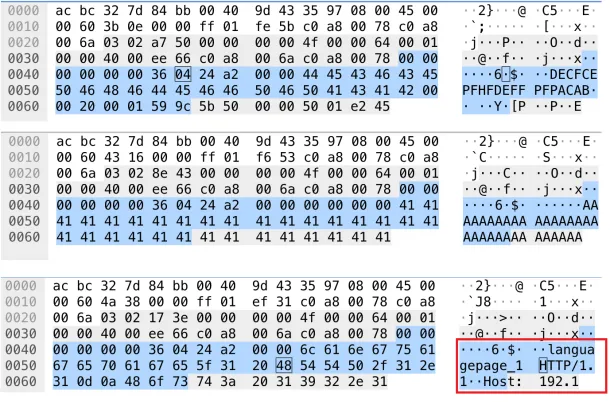 0000 ac bc 32 7d 84 bb 00 40 9d 43 35 97 08 00 45 00 ··2}···@ ·C5···E·
0010 00 60 3b 0e 00 00 ff 01 fe 5b c0 a8 00 78 c0 a8 ·`;····· ·[···x··
0020 00 6a 03 02 a7 50 00 00 00 00 4f 00 00 64 00 01 ·j···P·· ··O··d··
0030 00 00 40 00 ee 66 c0 a8 00 6a c0 a8 00 78 00 00 ··@··f·· ·j···x··
0040 00 00 00 00 36 04 24 a2 00 00 44 45 43 46 43 45 ····6·$· ··DECFCE
0050 50 46 48 46 44 45 46 46 50 46 50 41 43 41 42 00 PFHFDEFF PFPACAB·
0060 00 20 00 01 59 9c 5b 50 00 00 50 01 e2 45 · ··Y·[P ··P··E
0000 ac bc 32 7d 84 bb 00 40 9d 43 35 97 08 00 45 00 ··2}···@ ·C5···E·
0010 00 60 43 16 00 00 ff 01 f6 53 c0 a8 00 78 c0 a8 ·`C····· ·S···x··
0020 00 6a 03 02 8e 43 00 00 00 00 4f 00 00 64 00 01 ·j···C·· ··O··d··
0030 00 00 40 00 ee 66 c0 a8 00 6a c0 a8 00 78 00 00 ··@··f·· ·j···x··
0040 00 00 00 00 36 04 24 a2 00 00 00 00 00 00 41 41 ····6·$· ······AA
0050 41 41 41 41 41 41 41 41 41 41 41 41 41 41 41 41 AAAAAAAA AAAAAAAA
0060 41 41 41 41 41 41 41 41 41 41 41 41 41 41 AAAAAAAA AAAAAA
0000 ac bc 32 7d 84 bb 00 40 9d 43 35 97 08 00 45 00 ··2}···@ ·C5···E·
0010 00 60 4a 38 00 00 ff 01 ef 31 c0 a8 00 78 c0 a8 ·`J8···· ·1···x··
0020 00 6a 03 02 17 3e 00 00 00 00 4f 00 00 64 00 01 ·j···>·· ··O··d··
0030 00 00 40 00 ee 66 c0 a8 00 6a c0 a8 00 78 00 00 ··@··f·· ·j···x··
0040 00 00 00 00 36 04 24 a2 00 00 6c 61 6e 67 75 61 ····6·$· ··langua
0050 67 65 70 61 67 65 5f 31 20 48 54 54 50 2f 31 2e gepage_1 HTTP/1.
0060 31 0d 0a 48 6f 73 74 3a 20 31 39 32 2e 31 1··Host: 192.1